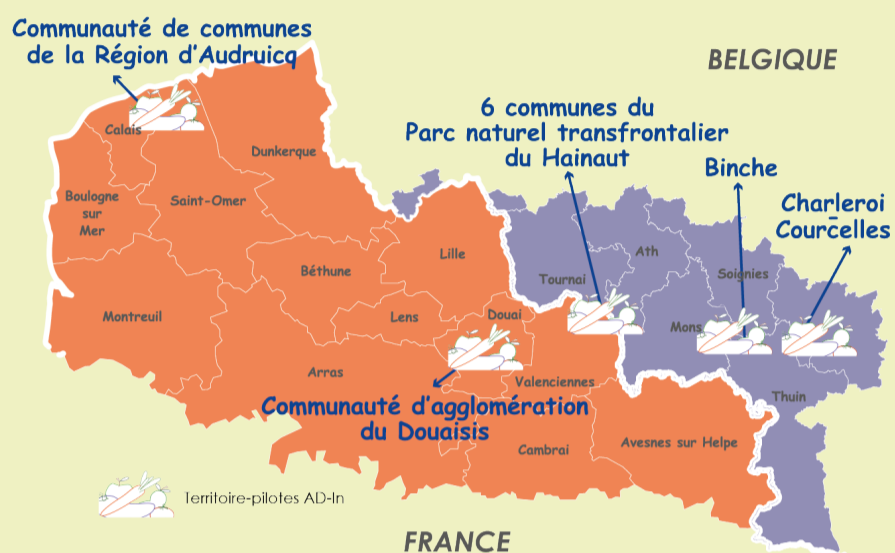 Communauté de communes
de la Région d'Audruicq
BELGIQUE
6 communes du
Parc naturel transfrontalier
du Hainaut
Binche
Charleroi
-
Courcelles
Calais
Dunkerque
Boulogne
sur
Mer
Saint-Omer
Lille
Ath
Béthune
Tournai
Soignies
Montreuil
Lens
Douai
Mons
Arras
Valenciennes
Thuin
Communauté d'agglomération
du Douaisis
Cambrai
Avesnes sur Helpe
Territoire-pilotes AD-In
FRANCE